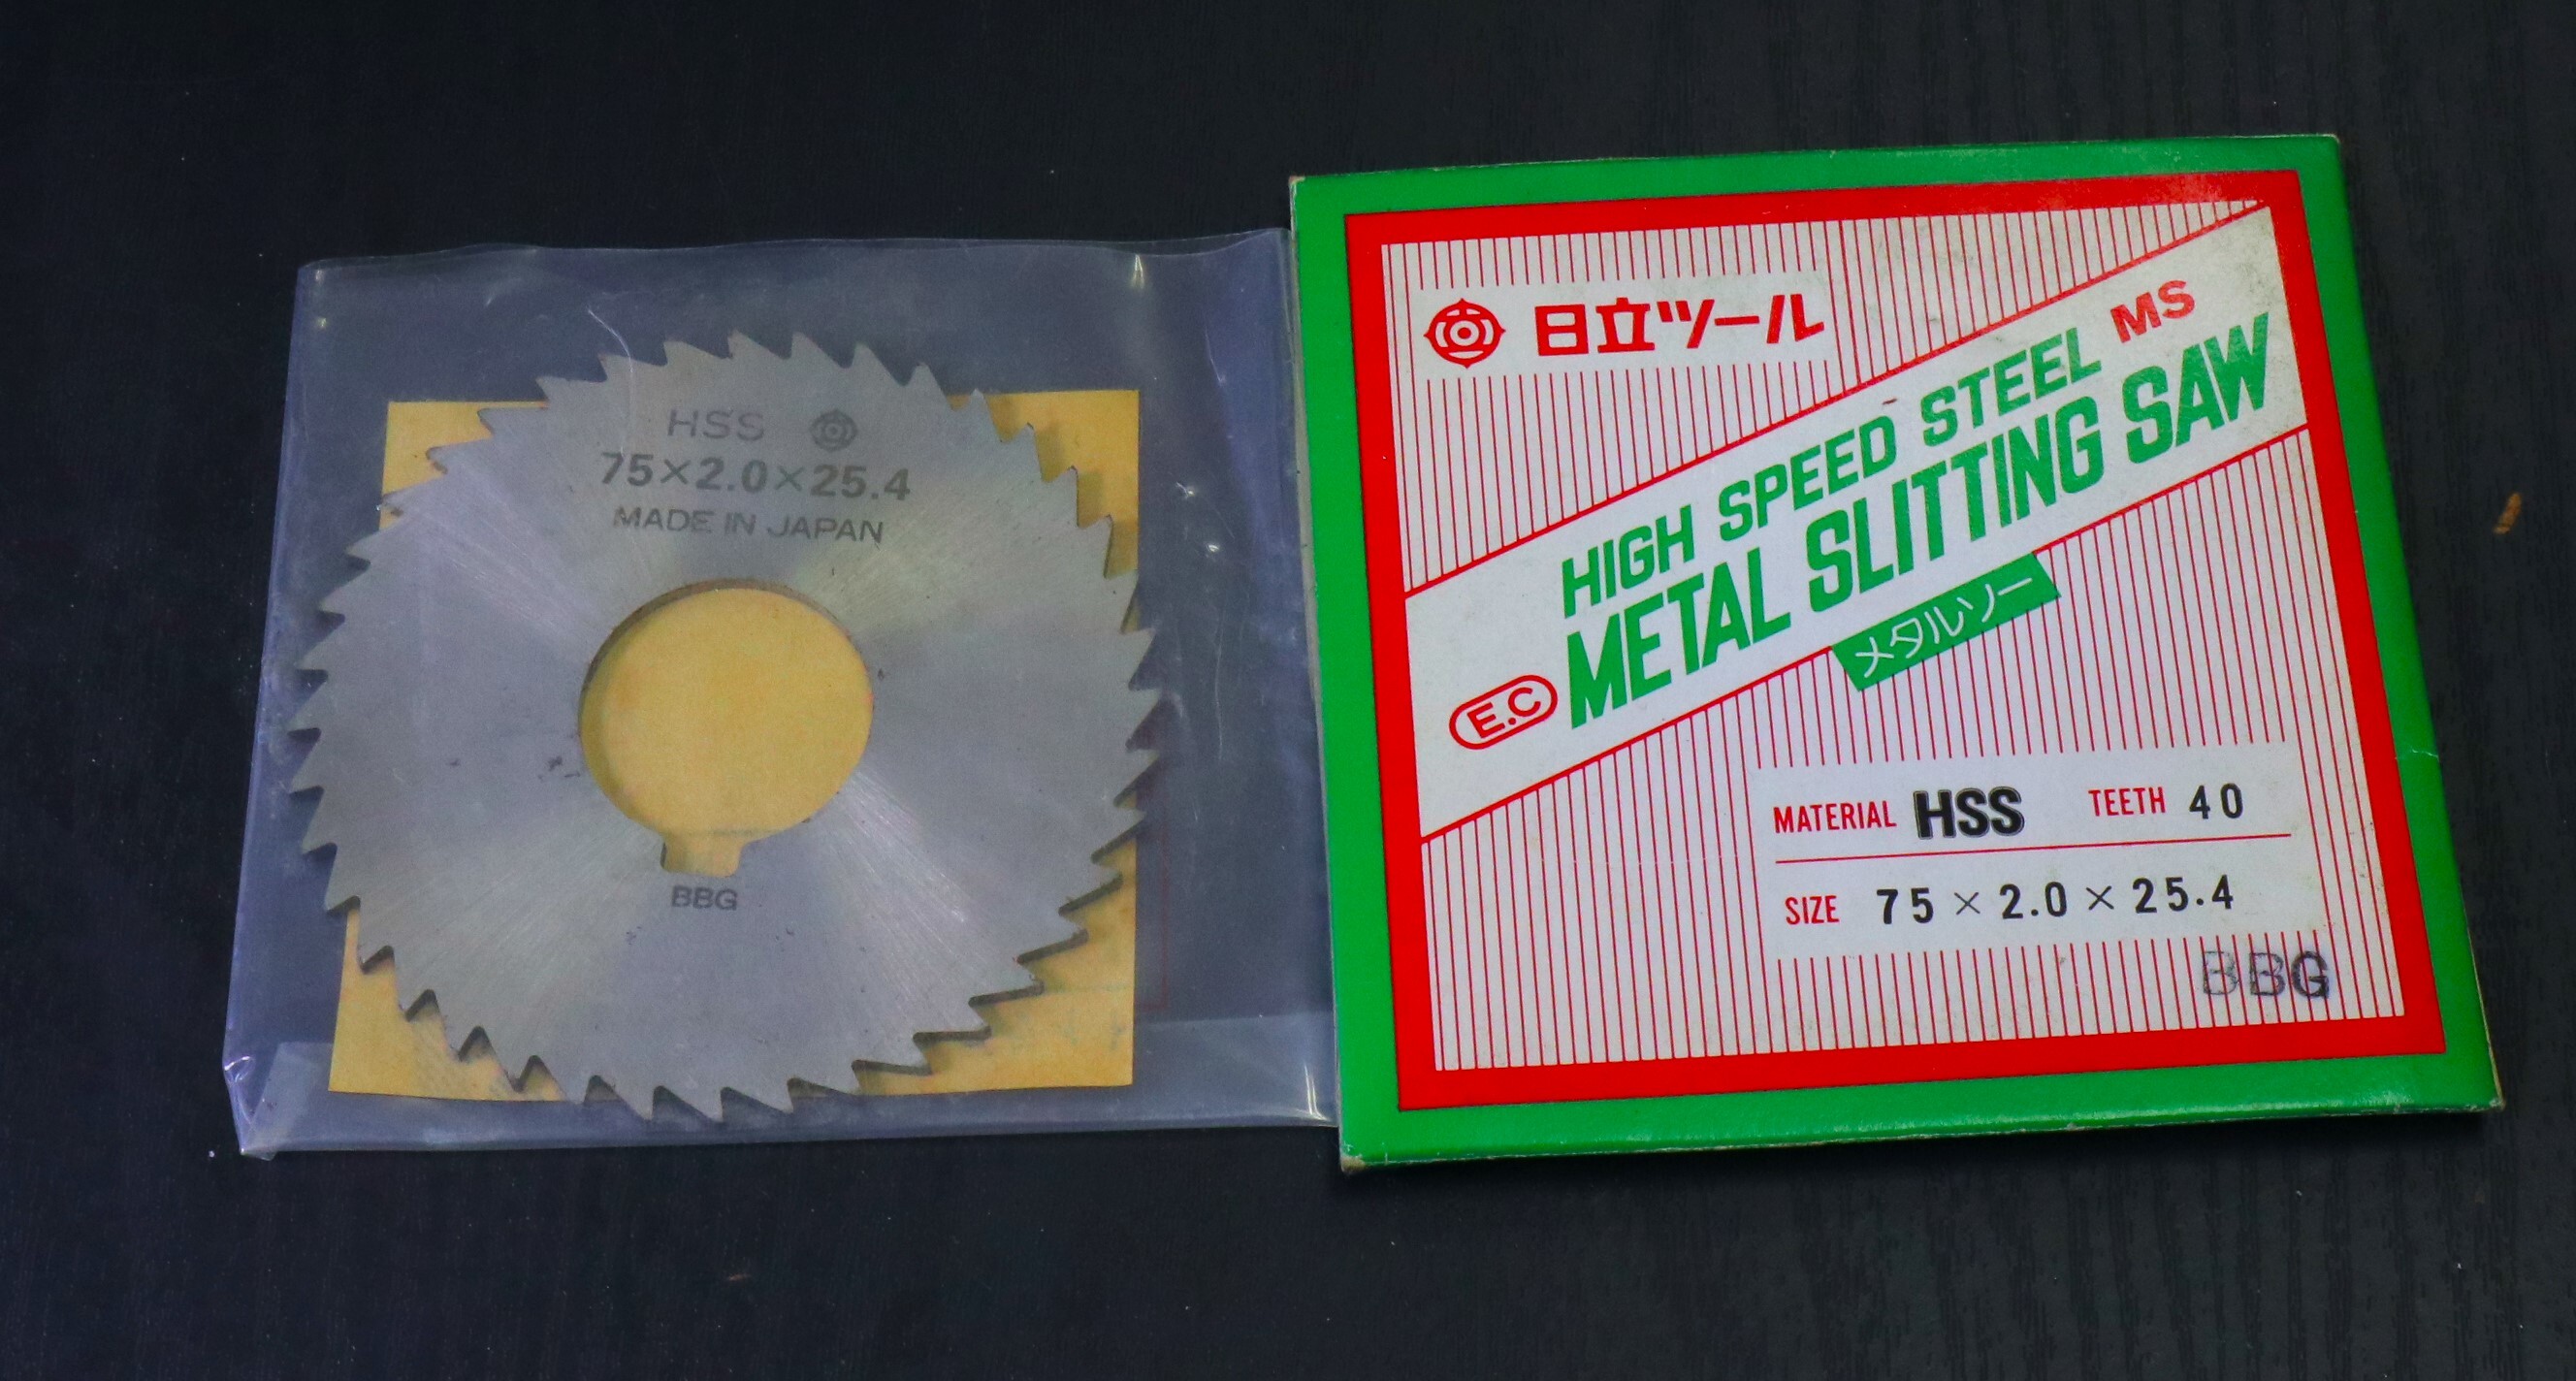 HSS
75×2.0×25.4
MADE IN JAPAN
BBG
日立ツール
HIGH SPEED STEEL MS
E.C METAL SLITTING SAW
メタルソー
MATERIAL HSS TEETH 40
SIZE 75×2.0×25.4
BBG